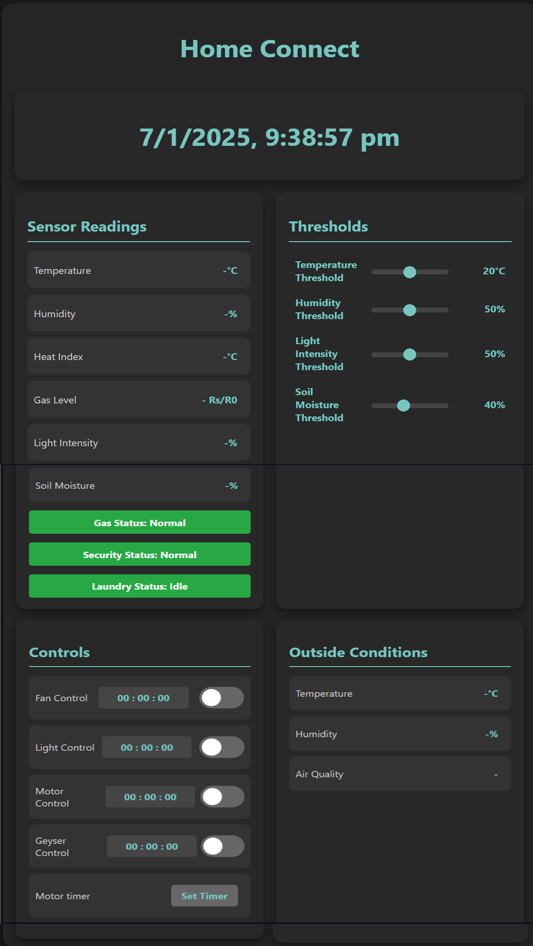 Home Connect
7/1/2025, 9:38:57 pm
Sensor Readings
Temperature -°C
Humidity -%
Heat Index -°C
Gas Level - Rs/R0
Light Intensity -%
Soil Moisture -%
Gas Status: Normal
Security Status: Normal
Laundry Status: Idle
Thresholds
Temperature
Threshold 20°C
Humidity
Threshold 50%
Light
Intensity 50%
Threshold
Soil
Moisture 40%
Threshold
Controls
Fan Control 00 : 00 : 00
Light Control 00 : 00 : 00
Motor
Control 00 : 00 : 00
Geyser
Control 00 : 00 : 00
Motor timer Set Timer
Outside Conditions
Temperature -°C
Humidity -%
Air Quality -